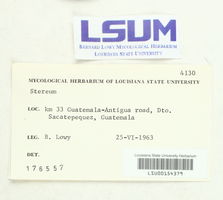 LSUM
BERNARD LOWY MYCOLOGICAL HERBARIUM
LOUISIANA STATE UNIVERSITY
4130
MYCOLOGICAL HERBARIUM OF LOUISIANA STATE UNIVERSITY
Stereum
LOC. km 33 Guatemala-Antigua road, Dto.
Sacatepequez, Guatemala
LEG. B. Lowy 25-VI-1963
DET.
176557
Louisiana State University Herbarium
LSU00154379